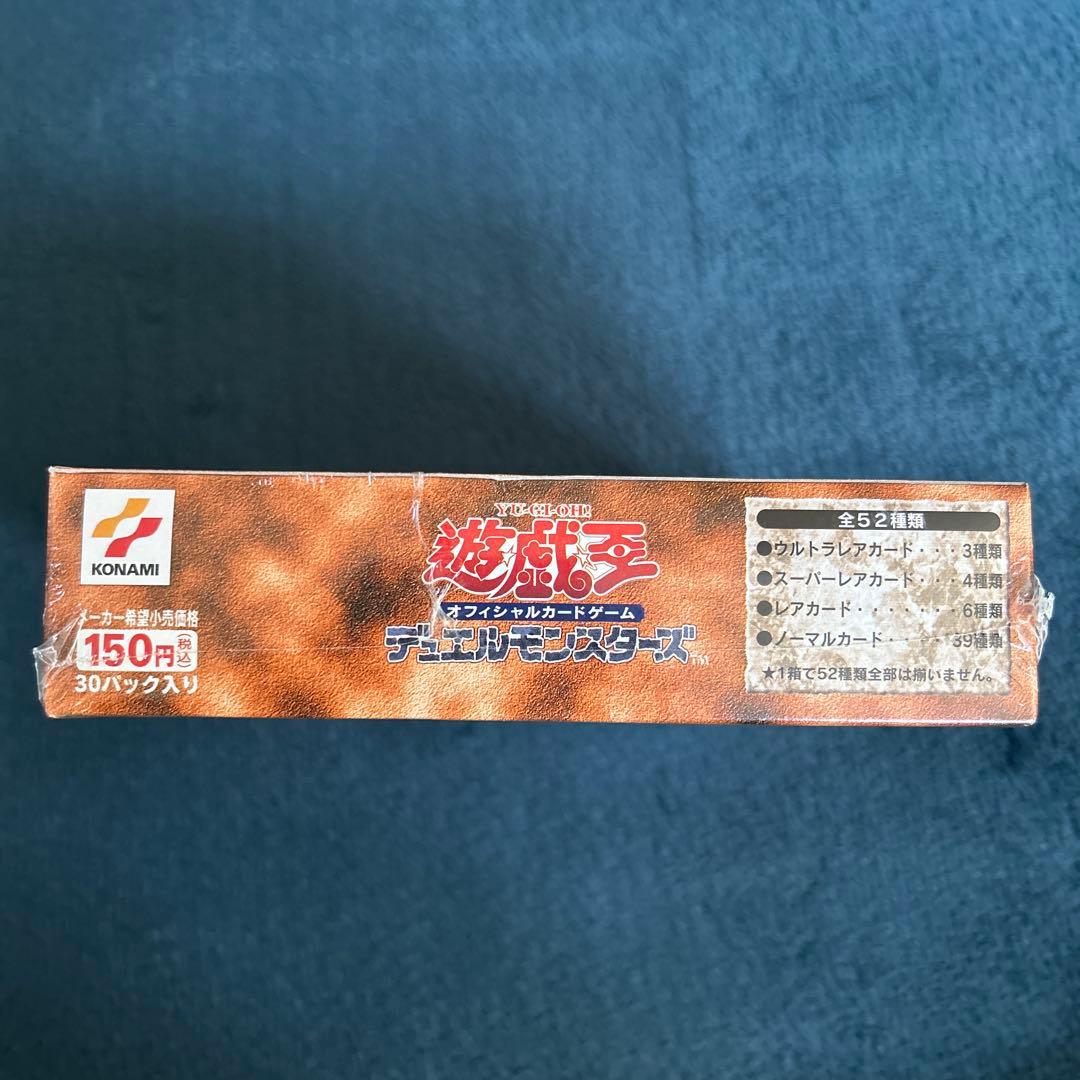 KONAMI
メーカー希望小売価格
150円(税込)
30パック入り
YU-GI-OH!
遊戯王
オフィシャルカードゲーム
デュエルモンスターズ™
全52種類
●ウルトラレアカード・・・3種類
●スーパーレアカード・・・4種類
●レアカード・・・・・・6種類
●ノーマルカード・・・・39種類
★1箱で52種類全部は揃いません。